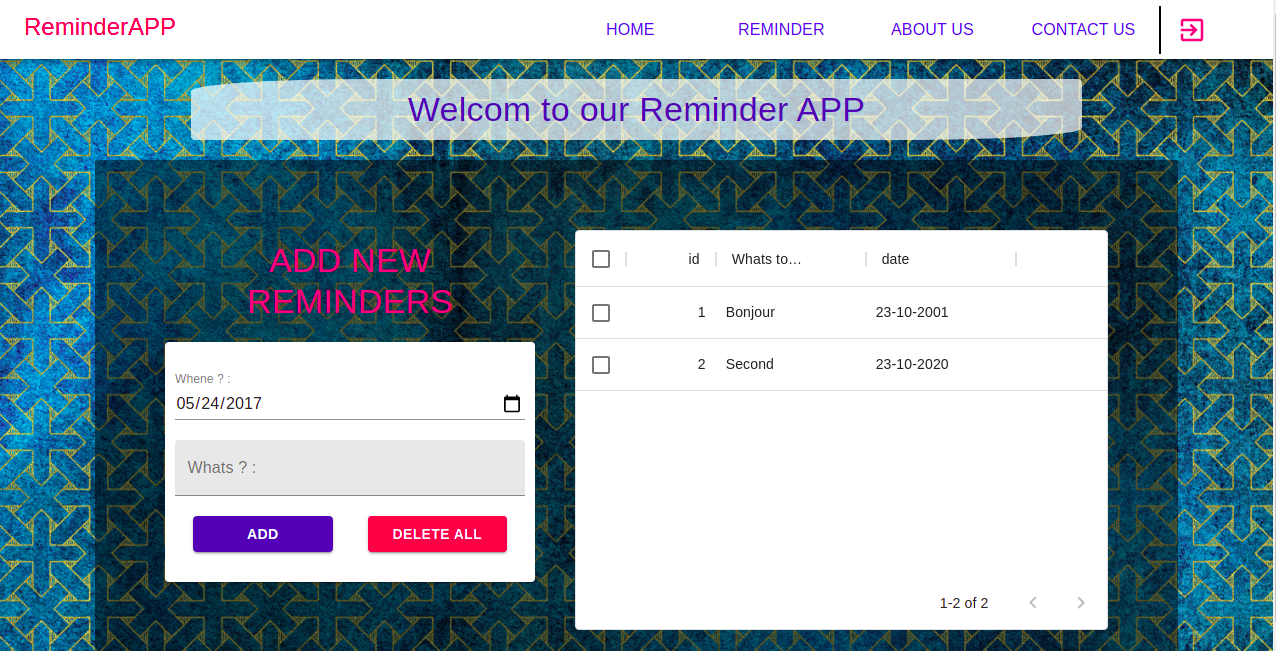 ReminderAPP
HOME REMINDER ABOUT US CONTACT US
Welcom to our Reminder APP
ADD NEW
REMINDERS
Whene ? :
05/24/2017
Whats ? :
ADD DELETE ALL
id Whats to… date
1 Bonjour 23-10-2001
2 Second 23-10-2020
1-2 of 2